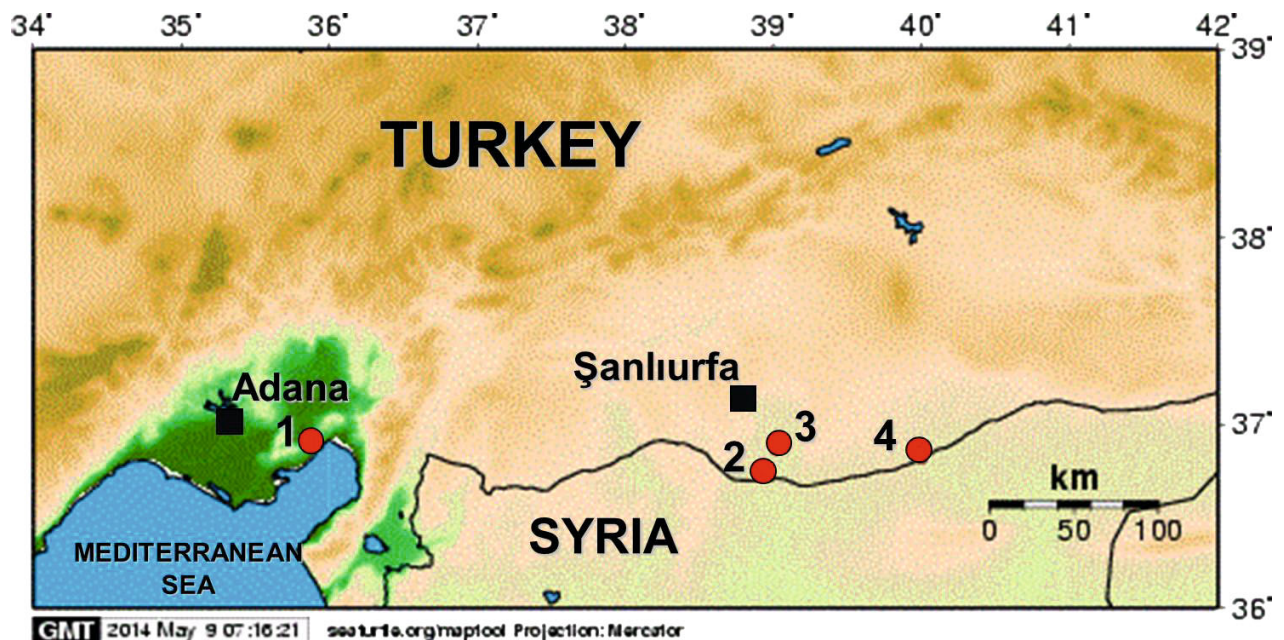 34° 35° 36° 37° 38° 39° 40° 41° 42°
39°
TURKEY
38°
Şanlıurfa
Adana
37°
1
3
4
2
km
0 50 100
SYRIA
MEDITERRANEAN
SEA
36°
GMT 2014 May 9 07:16:21 seaturtle.org/maptool Projection: Mercator